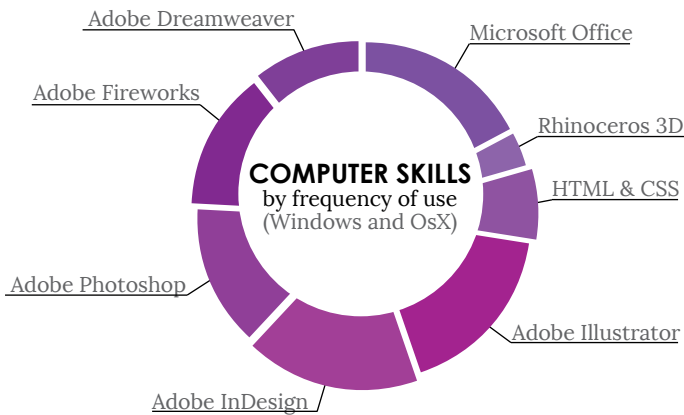 Adobe Dreamweaver
Microsoft Office
Adobe Fireworks
Rhinoceros 3D
COMPUTER SKILLS
by frequency of use
(Windows and OsX)
HTML & CSS
Adobe Photoshop
Adobe Illustrator
Adobe InDesign